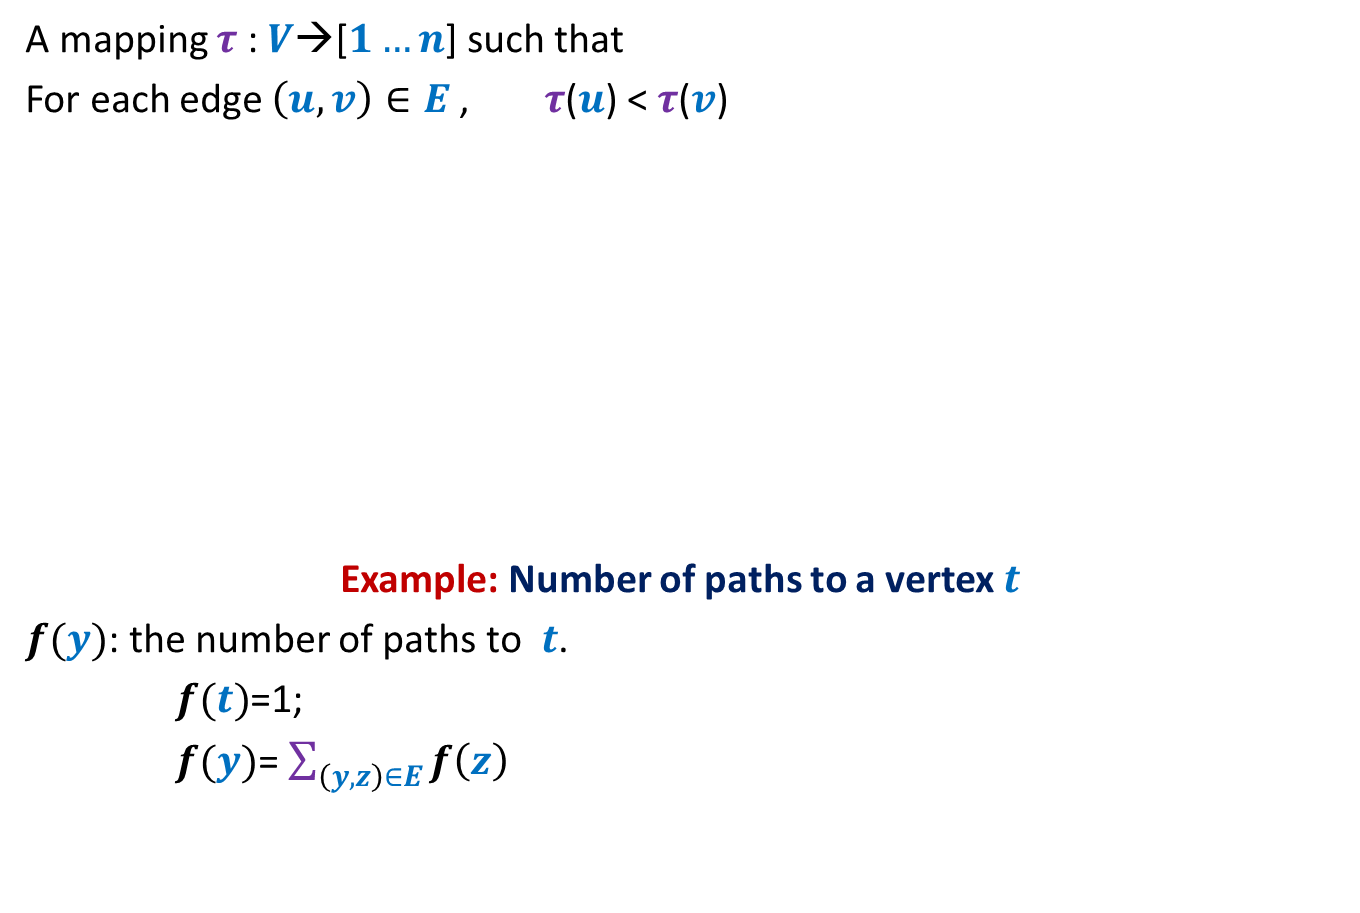 A mapping 𝝉 : 𝑽→[𝟏 … 𝒏] such that
For each edge (𝒖, 𝒗) ∈ 𝑬 , 𝝉(𝒖) < 𝝉(𝒗)
Example: Number of paths to a vertex 𝒕
𝒇(𝒚): the number of paths to 𝒕.
𝒇(𝒕)=1;
𝒇(𝒚)= ∑₍𝒚,𝒛₎∈𝑬 𝒇(𝒛)